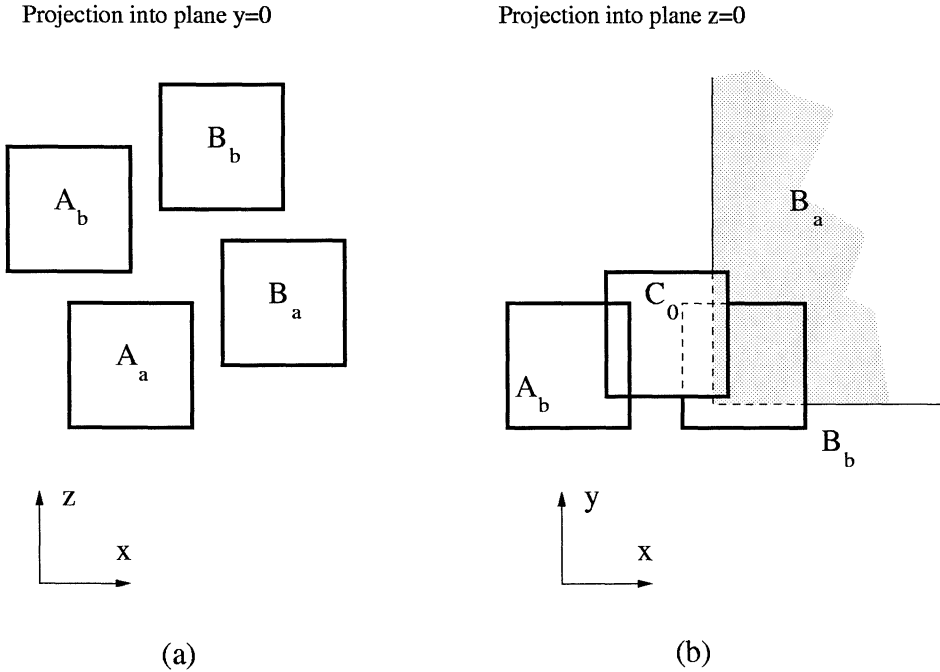 Projection into plane y=0
Projection into plane z=0
B_b
A_b
B_a
A_a
z
x
(a)
B_a
C_0
A_b
B_b
y
x
(b)